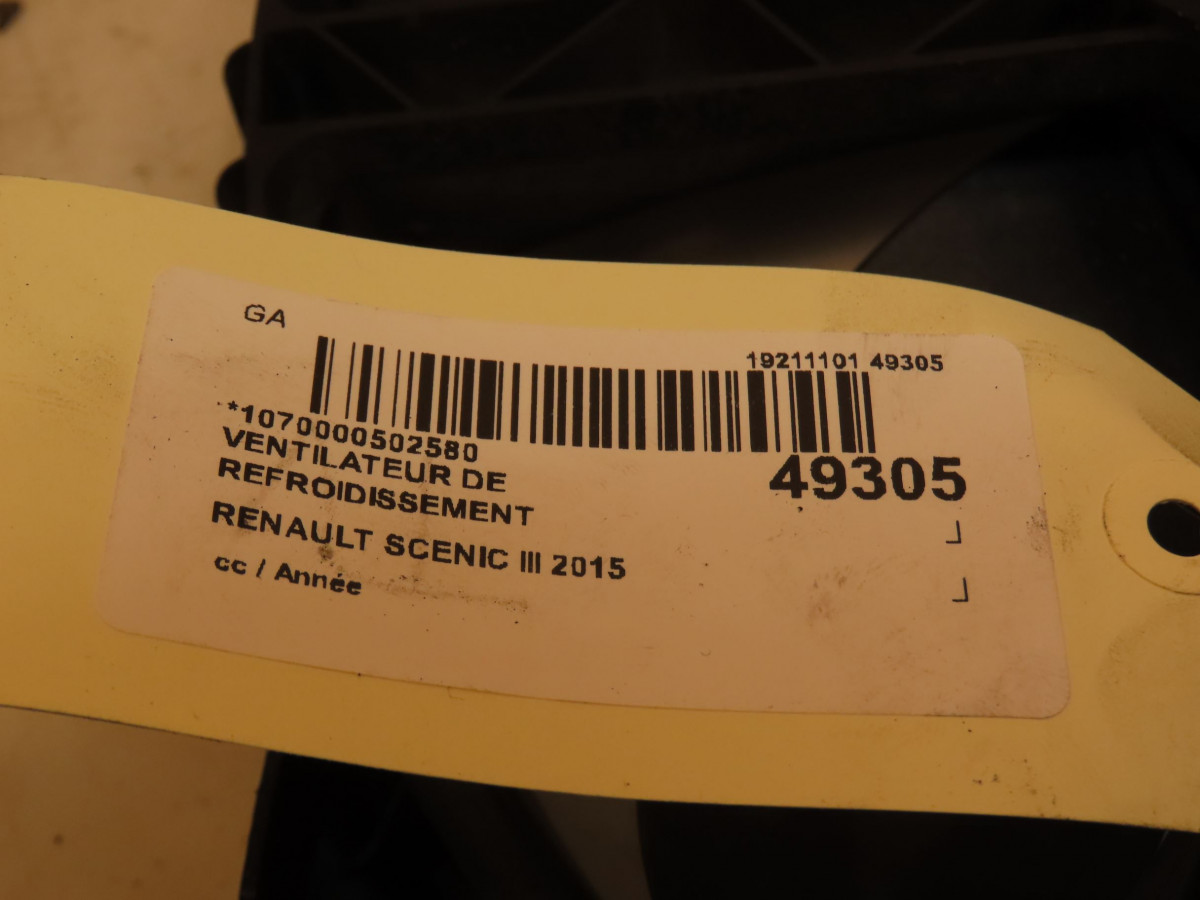 GA
19211101 49305
*1070000502580
VENTILATEUR DE
REFROIDISSEMENT
49305
RENAULT SCENIC III 2015
cc / Année